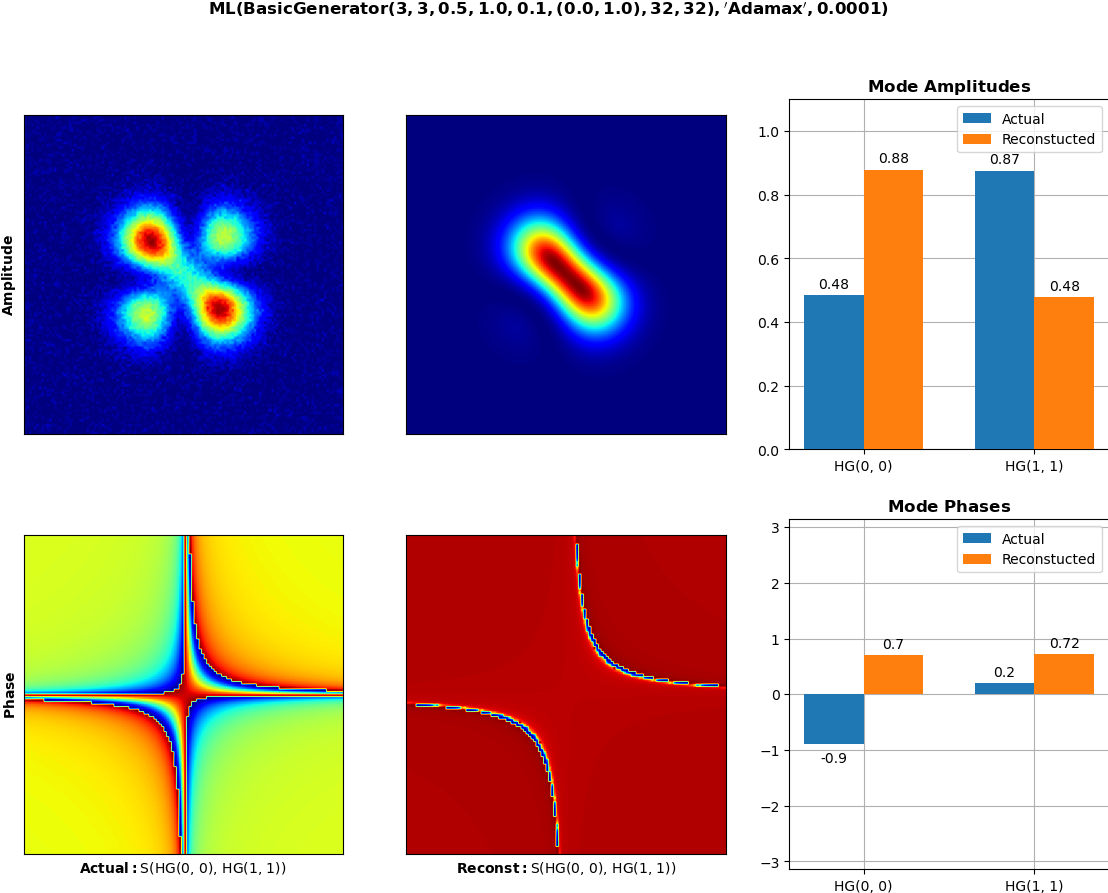 ML(BasicGenerator(3, 3, 0.5, 1.0, 0.1, (0.0, 1.0), 32, 32), ′Adamax′, 0.0001)
Amplitude
Mode Amplitudes
Actual
Reconstucted
1.0
0.8
0.6
0.4
0.2
0.0
0.48
0.88
0.87
0.48
HG(0, 0)
HG(1, 1)
Phase
Actual: S(HG(0, 0), HG(1, 1))
Reconst: S(HG(0, 0), HG(1, 1))
Mode Phases
Actual
Reconstucted
3
2
1
0
−1
−2
−3
-0.9
0.7
0.2
0.72
HG(0, 0)
HG(1, 1)